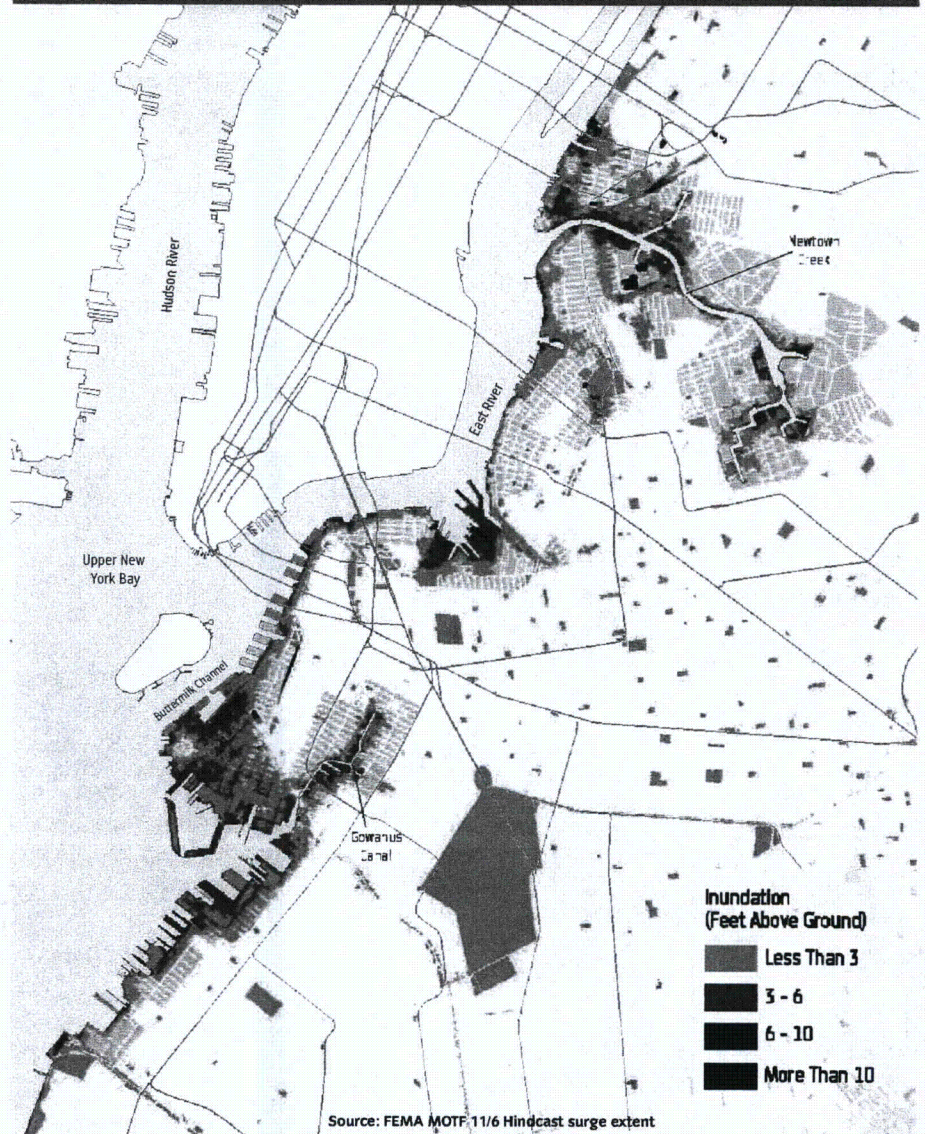 Hudson River
Newtown
Creek
East River
Upper New
York Bay
Buttermilk Channel
Gowanus
Canal
Inundation
(Feet Above Ground)
Less Than 3
3 - 6
6 - 10
More Than 10
Source: FEMA MOTF 11/6 Hindcast surge extent